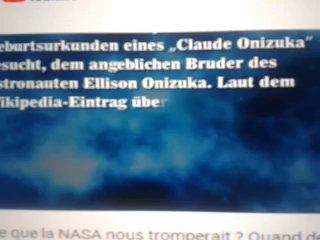 eburtsurkunden eines „Claude Onizuka“
esucht, dem angeblichen Bruder des
stronauten Ellison Onizuka. Laut dem
ikipedia-Eintrag über
e que la NASA nous tromperait ? Quand de